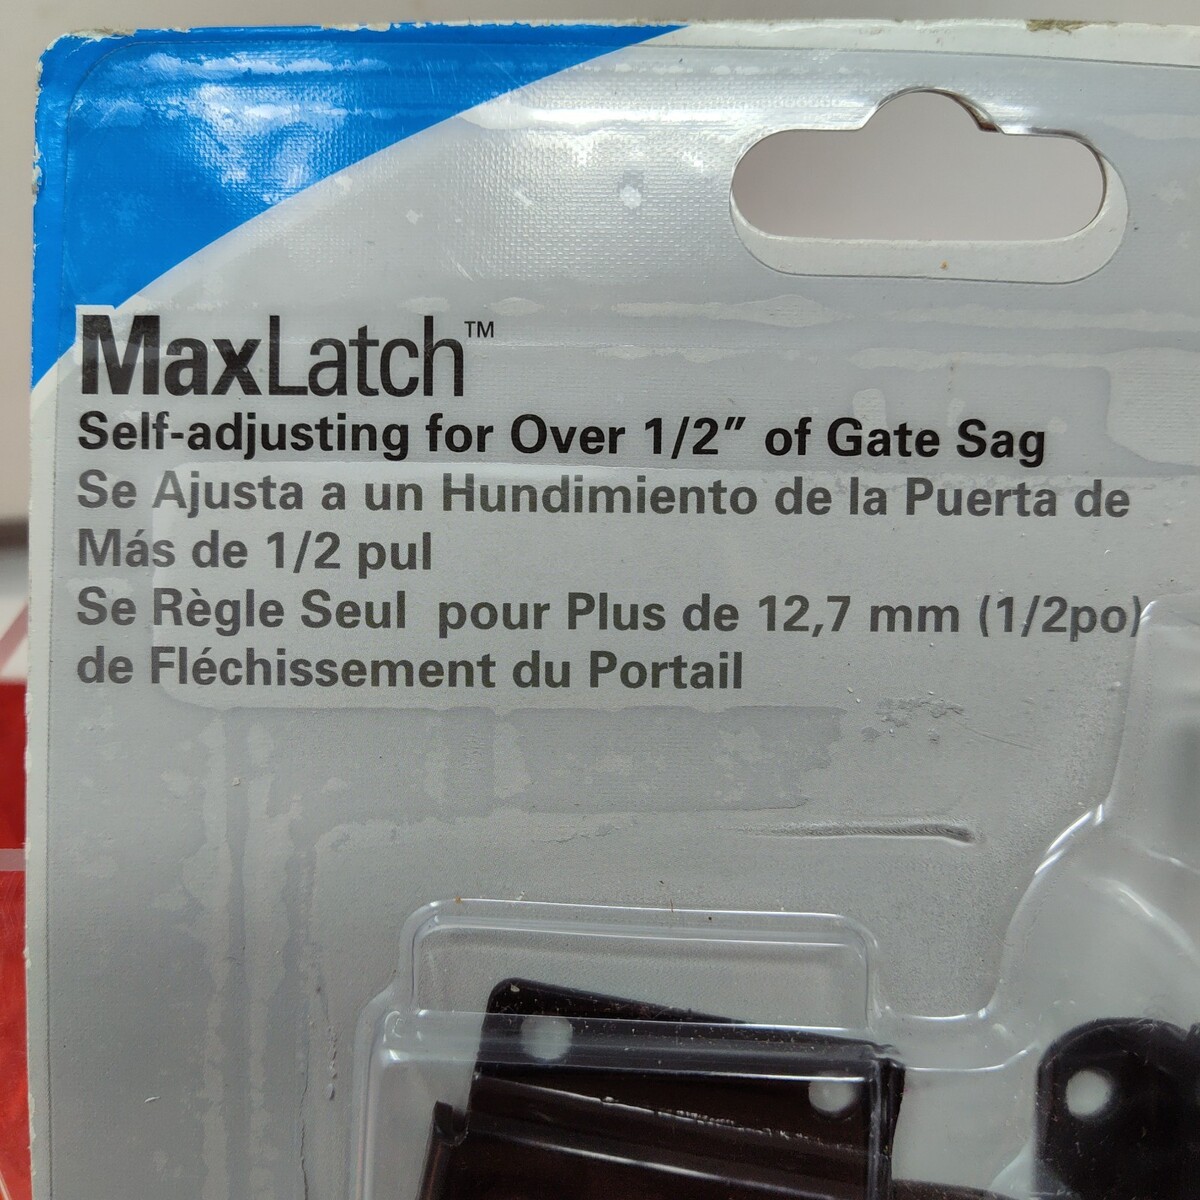 MaxLatch™
Self-adjusting for Over 1/2" of Gate Sag
Se Ajusta a un Hundimiento de la Puerta de
Más de 1/2 pul
Se Règle Seul pour Plus de 12,7 mm (1/2po)
de Fléchissement du Portail